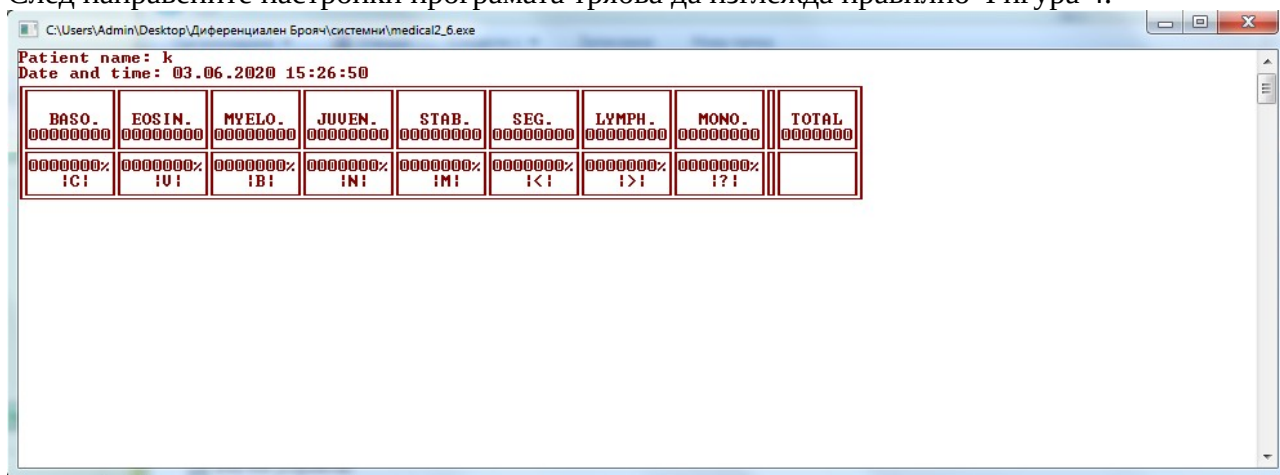 След направените настройки програмата трябва да изглежда правилно Фигура 4.
C:\Users\Admin\Desktop\Диференциален Брояч\системни\medical2_6.exe
Patient name: k
Date and time: 03.06.2020 15:26:50
BASO. EOSIN. MYELO. JUVEN. STAB. SEG. LYMPH. MONO. TOTAL
00000000 00000000 00000000 00000000 00000000 00000000 00000000 00000000 0000000
0000000% 0000000% 0000000% 0000000% 0000000% 0000000% 0000000% 0000000%
|C| |V| |B| |N| |M| |<| |>| |?|